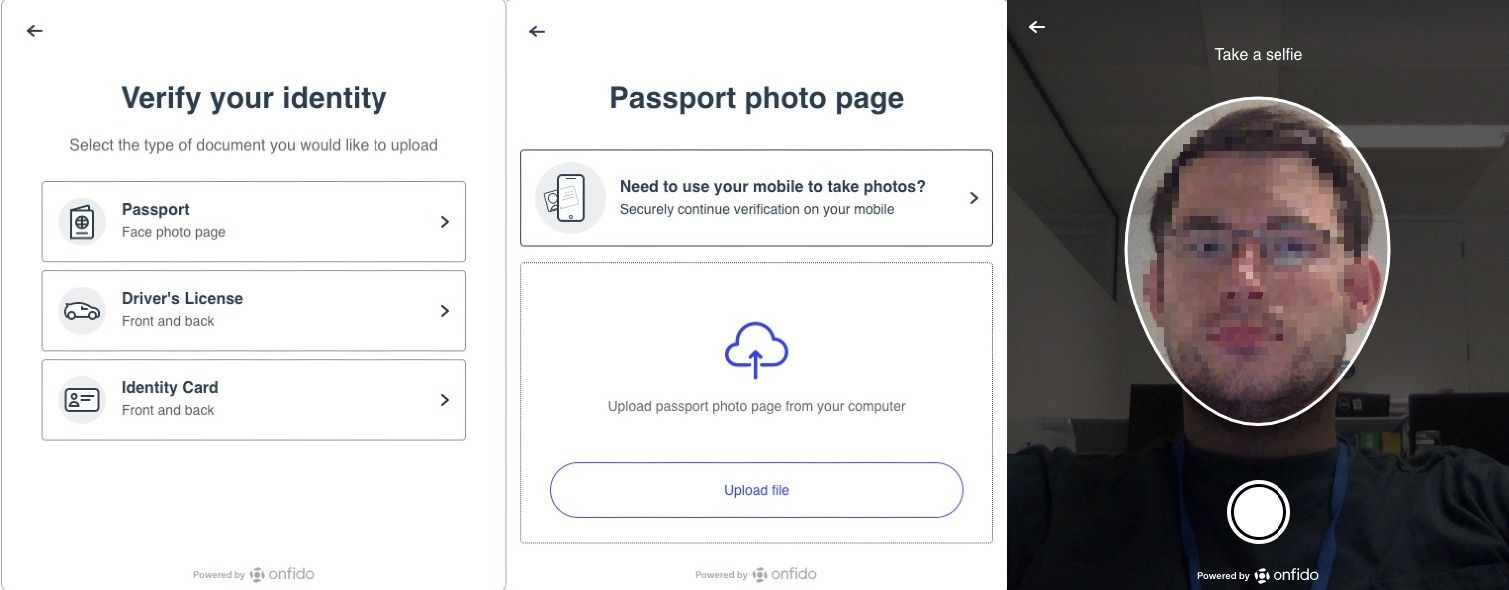 Verify your identity
Select the type of document you would like to upload
Passport
Face photo page
Driver's License
Front and back
Identity Card
Front and back
Powered by onfido
Passport photo page
Need to use your mobile to take photos?
Securely continue verification on your mobile
Upload passport photo page from your computer
Upload file
Powered by onfido
Take a selfie
Powered by onfido